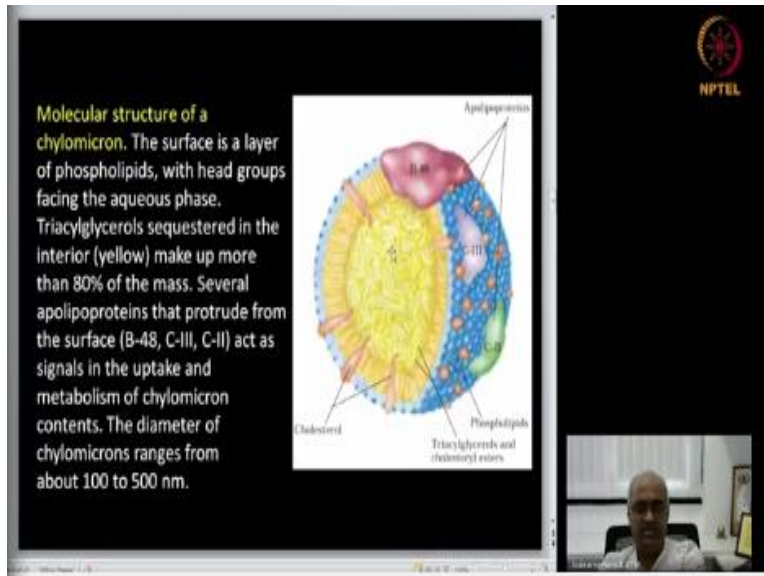 Molecular structure of a
chylomicron. The surface is a layer
of phospholipids, with head groups
facing the aqueous phase.
Triacylglycerols sequestered in the
interior (yellow) make up more
than 80% of the mass. Several
apolipoproteins that protrude from
the surface (B-48, C-III, C-II) act as
signals in the uptake and
metabolism of chylomicron
contents. The diameter of
chylomicrons ranges from
about 100 to 500 nm.
Apolipoproteins
B-48
C-III
C-II
Cholesterol
Phospholipids
Triacylglycerols and
cholesteryl esters
NPTEL